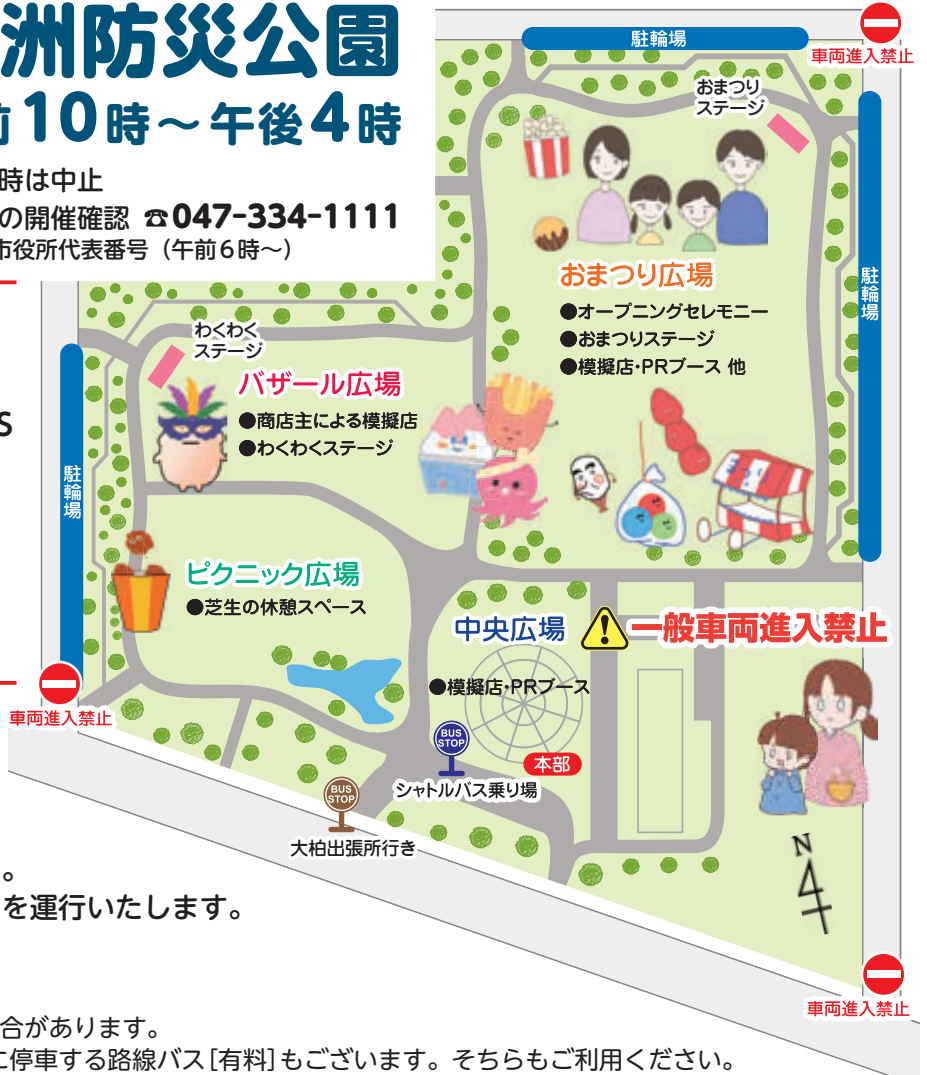 洲防災公園
前10時～午後4時
時は中止
の開催確認 ☎047-334-1111
市役所代表番号（午前6時～）
駐輪場
車両進入禁止
おまつり
ステージ
おまつり広場
●オープニングセレモニー
●おまつりステージ
●模擬店・PRブース 他
駐輪場
わくわく
ステージ
バザール広場
●商店主による模擬店
●わくわくステージ
S
駐輪場
ピクニック広場
●芝生の休憩スペース
中央広場
一般車両進入禁止
●模擬店・PRブース
車両進入禁止
BUS
STOP
本部
シャトルバス乗り場
BUS
STOP
大柏出張所行き
N
。
を運行いたします。
車両進入禁止
合があります。
に停車する路線バス［有料］もございます。そちらもご利用ください。